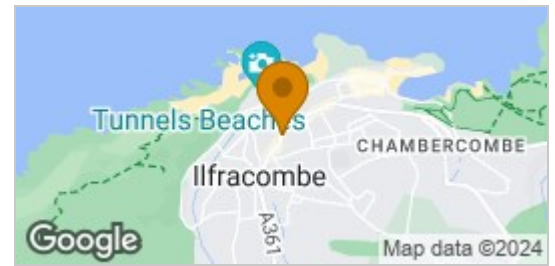 Tunnels Beaches
CHAMBERCOMBE
Ilfracombe
A361
Google
Map data ©2024